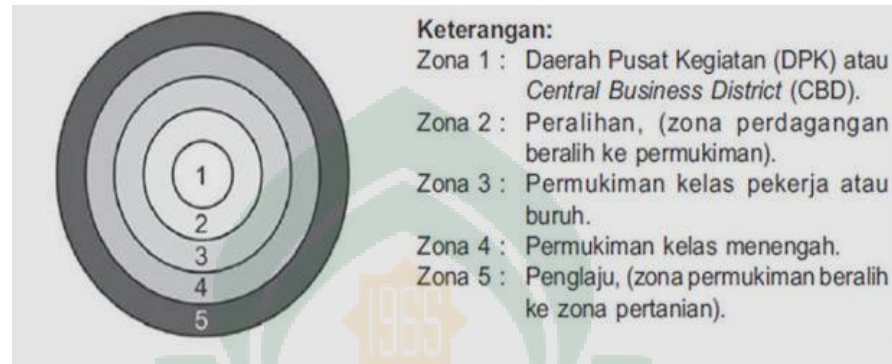 1
2
3
4
5
Keterangan:
Zona 1 : Daerah Pusat Kegiatan (DPK) atau
Central Business District (CBD).
Zona 2 : Peralihan, (zona perdagangan
beralih ke permukiman).
Zona 3 : Permukiman kelas pekerja atau
buruh.
Zona 4 : Permukiman kelas menengah.
Zona 5 : Penglaju, (zona permukiman beralih
ke zona pertanian).
1965